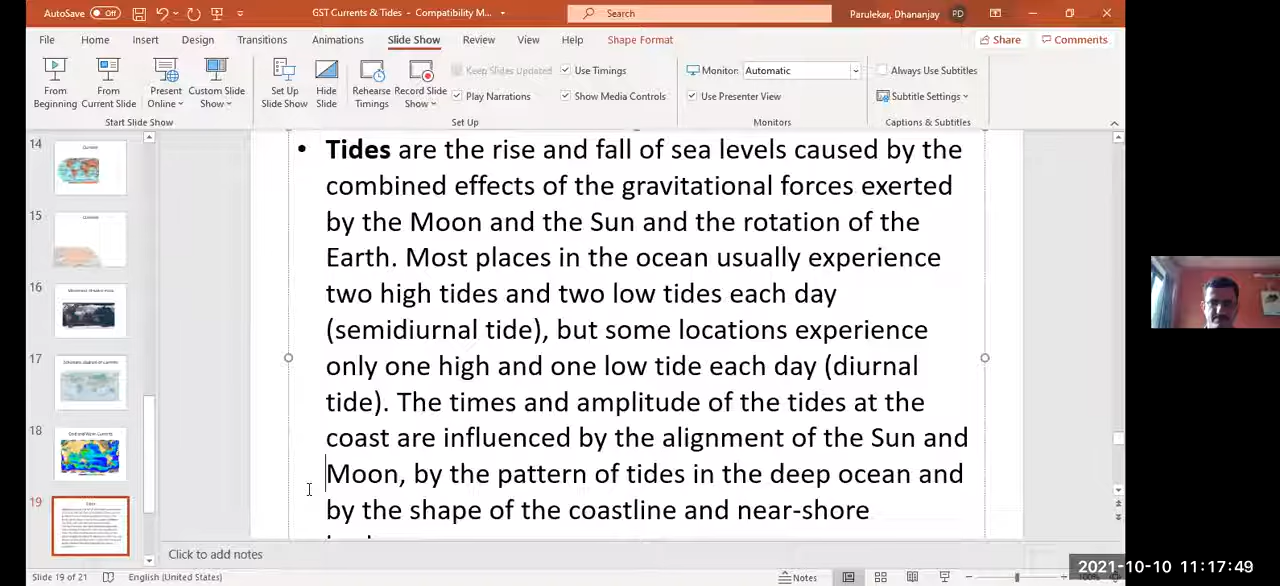 AutoSave Off GST Currents & Tides - Compatibility M... Search Parulekar, Dhananjay PD
File Home Insert Design Transitions Animations Slide Show Review View Help Shape Format Share Comments
From Beginning
From Current Slide
Present Online
Custom Slide Show
Start Slide Show
Set Up Slide Show
Hide Slide
Rehearse Timings
Record Slide Show
Keep Slides Updated
Play Narrations
Use Timings
Show Media Controls
Set Up
Monitor: Automatic
Use Presenter View
Monitors
Always Use Subtitles
Subtitle Settings
Captions & Subtitles
14
15
16
17
18
19
• Tides are the rise and fall of sea levels caused by the
combined effects of the gravitational forces exerted
by the Moon and the Sun and the rotation of the
Earth. Most places in the ocean usually experience
two high tides and two low tides each day
(semidiurnal tide), but some locations experience
only one high and one low tide each day (diurnal
tide). The times and amplitude of the tides at the
coast are influenced by the alignment of the Sun and
Moon, by the pattern of tides in the deep ocean and
by the shape of the coastline and near-shore
Click to add notes
2021-10-10 11:17:49
Slide 19 of 21 English (United States) Notes